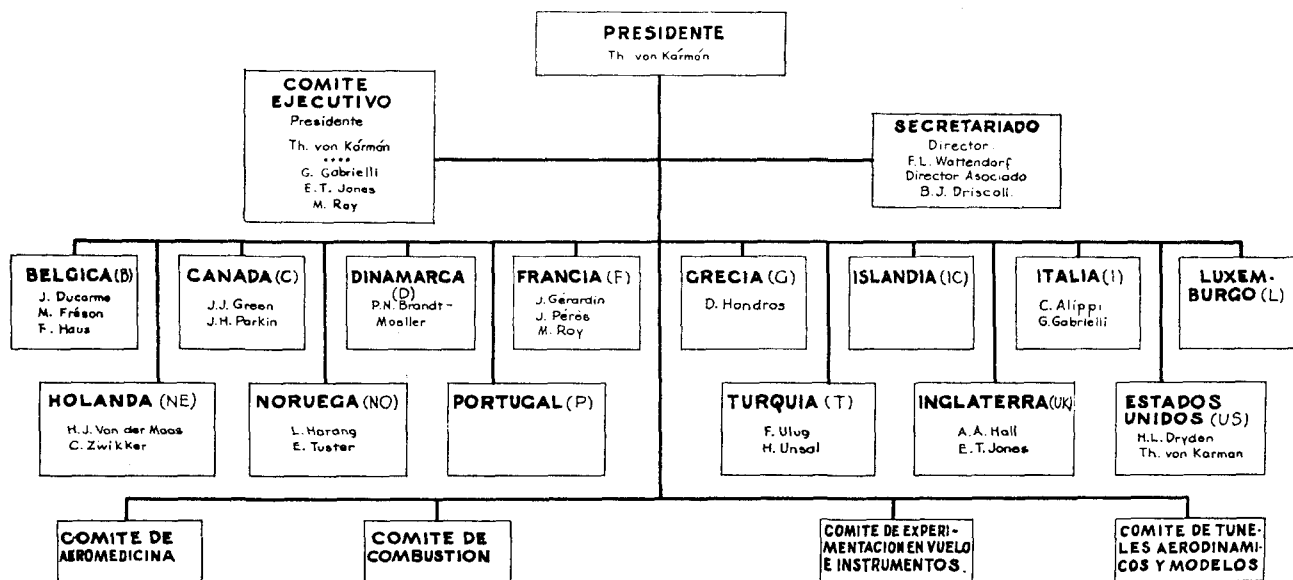 PRESIDENTE
Th. von Kármán
COMITE
EJECUTIVO
Presidente
Th. von Kármán
••••
G. Gabrielli
E.T. Jones
M. Roy
SECRETARIADO
Director.
F.L. Wattendorf
Director Asociado
B.J. Driscoll.
BELGICA (B)
J. Ducarme
M. Fréson
F. Haus
CANADA (C)
J.J. Green
J.H. Parkin
DINAMARCA
(D)
P.N. Brandt-
Moeller
FRANCIA (F)
J. Gérardin
J. Pérès
M. Roy
GRECIA (G)
D. Hondros
ISLANDIA (IC)
ITALIA (I)
C. Alippi
G. Gabrielli
LUXEM-
BURGO (L)
HOLANDA (NE)
H.J. Van der Maas
C. Zwikker
NORUEGA (NO)
L. Harang
E. Tuster
PORTUGAL (P)
TURQUIA (T)
F. Ulug
H. Unsal
INGLATERRA (UK)
A.A. Hall
E.T. Jones
ESTADOS
UNIDOS (US)
H.L. Dryden
Th. von Karman
COMITE DE
AEROMEDICINA
COMITE DE
COMBUSTION
COMITE DE EXPERI-
MENTACION EN VUELO
E INSTRUMENTOS.
COMITE DE TUNE-
LES AERODINAMI-
COS Y MODELOS